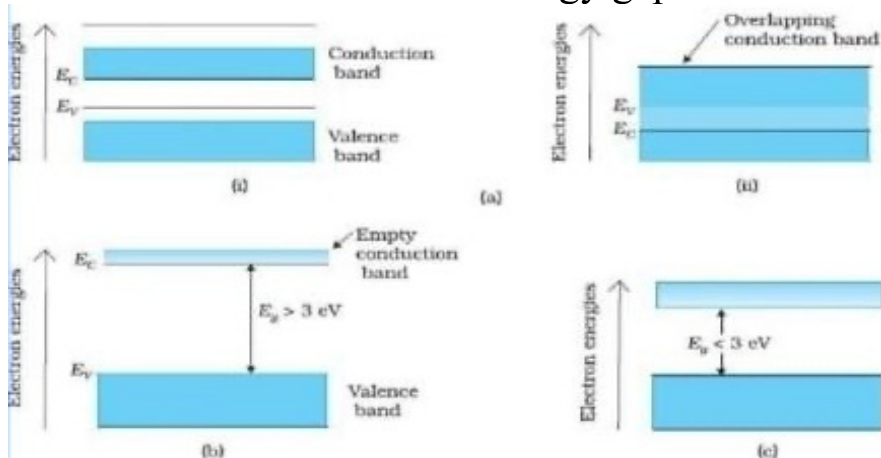 Electron energies
E_C
E_V
Conduction
band
Valence
band
(i)
Overlapping
conduction band
Electron energies
E_V
E_C
(ii)
(a)
Electron energies
E_C
Empty
conduction
band
E_g > 3 eV
E_V
Valence
band
(b)
Electron energies
E_g < 3 eV
(c)